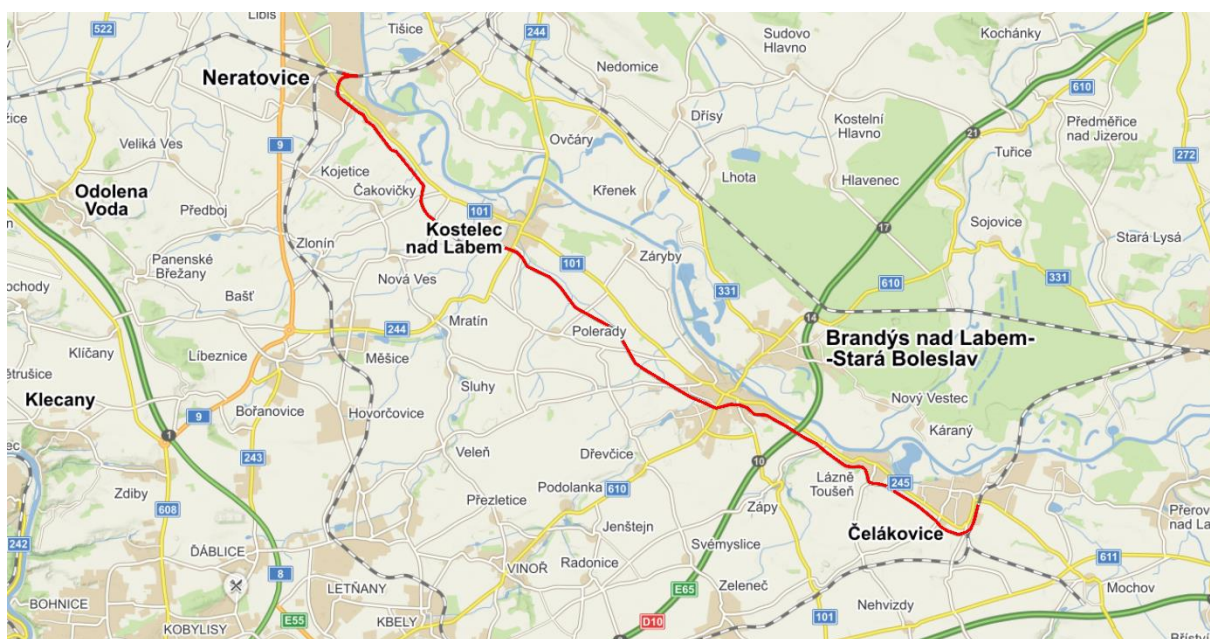 Libiš
522
Tišice
244
Sudovo
Hlavno
Kochánky
Neratovice
Nedomice
610
Dřísy
Kostelní
Hlavno
Předměřice
nad Jizerou
21
9
Veliká Ves
Ovčáry
Tuřice
272
Kojetice
Lhota
Hlavenec
Odolena
Voda
Čakovičky
Křenek
Předboj
101
Kostelec
nad Labem
17
Sojovice
Stará Lysá
Zlonín
Záryby
Panenské
Břežany
101
610
331
Nová Ves
331
Bašť
14
244
Mratín
Polerady
Brandýs nad Labem-
-Stará Boleslav
Klíčany
Líbeznice
Měšice
Sluhy
Klecany
9
Bořanovice
Hovorčovice
Nový Vestec
1
Káraný
243
Veleň
Dřevčice
10
Lázně
Toušeň
245
Zdiby
Přezletice
Podolanka
610
Zápy
608
Jenštejn
Čelákovice
Svémyslice
242
ĎÁBLICE
VINOŘ
Radonice
611
8
LETŇANY
E65
Zeleneč
Mochov
BOHNICE
KOBYLISY
E55
KBELY
D10
101
Nehvizdy